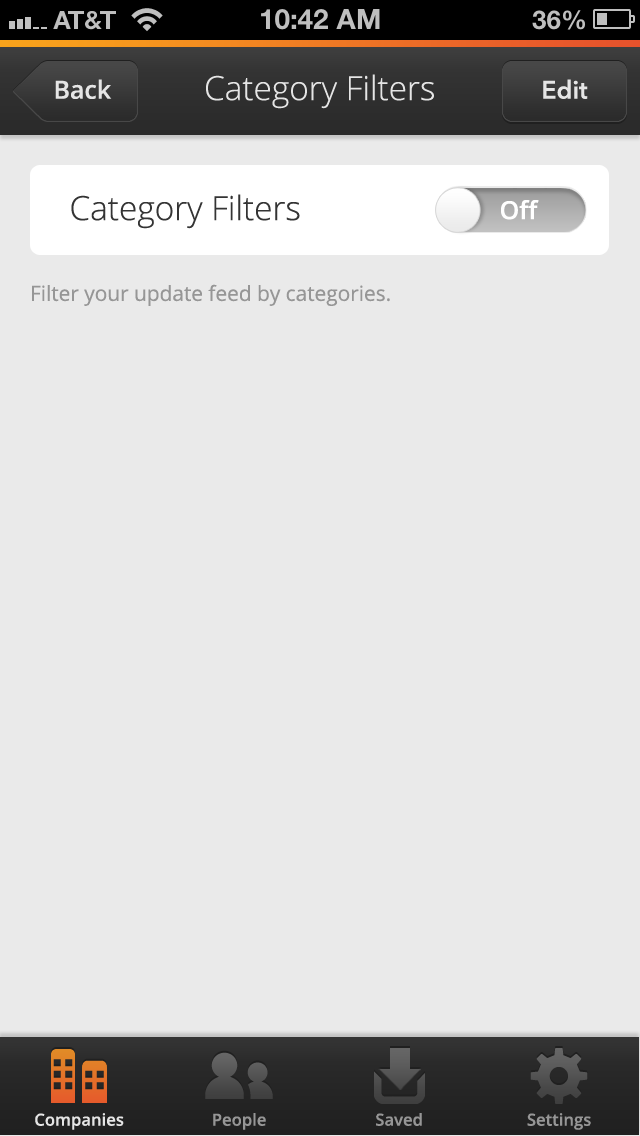 AT&T 10:42 AM 36%
Back Category Filters Edit
Category Filters Off
Filter your update feed by categories.
Companies People Saved Settings